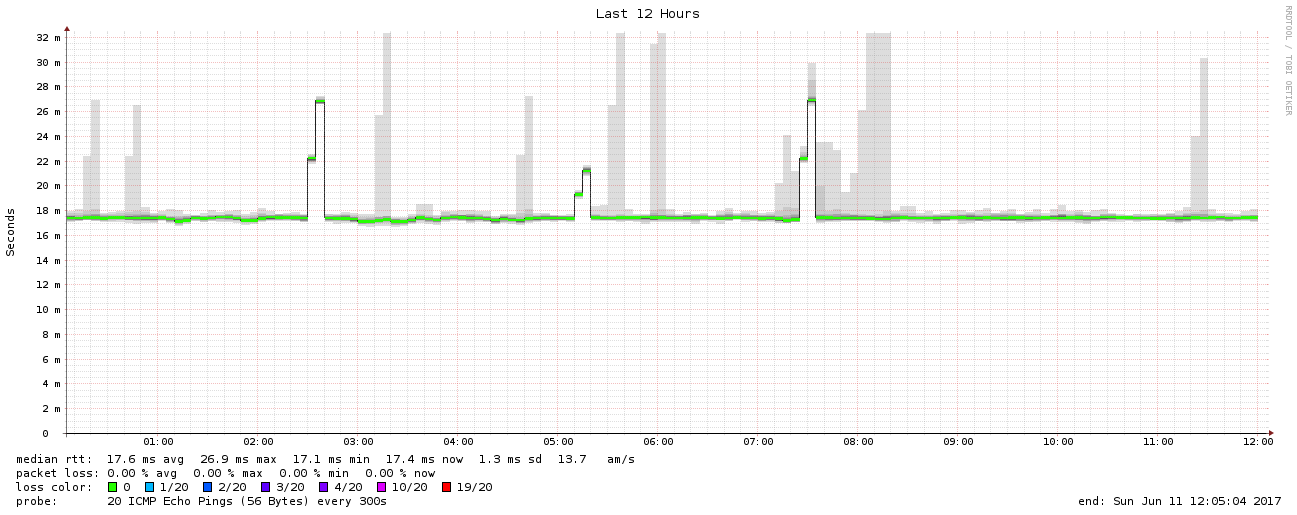 Last 12 Hours
RRDTOOL / TOBI OETIKER
Seconds
32 m
30 m
28 m
26 m
24 m
22 m
20 m
18 m
16 m
14 m
12 m
10 m
8 m
6 m
4 m
2 m
0
01:00 02:00 03:00 04:00 05:00 06:00 07:00 08:00 09:00 10:00 11:00 12:00
median rtt: 17.6 ms avg 26.9 ms max 17.1 ms min 17.4 ms now 1.3 ms sd 13.7 am/s
packet loss: 0.00 % avg 0.00 % max 0.00 % min 0.00 % now
loss color: 0 1/20 2/20 3/20 4/20 10/20 19/20
probe: 20 ICMP Echo Pings (56 Bytes) every 300s end: Sun Jun 11 12:05:04 2017